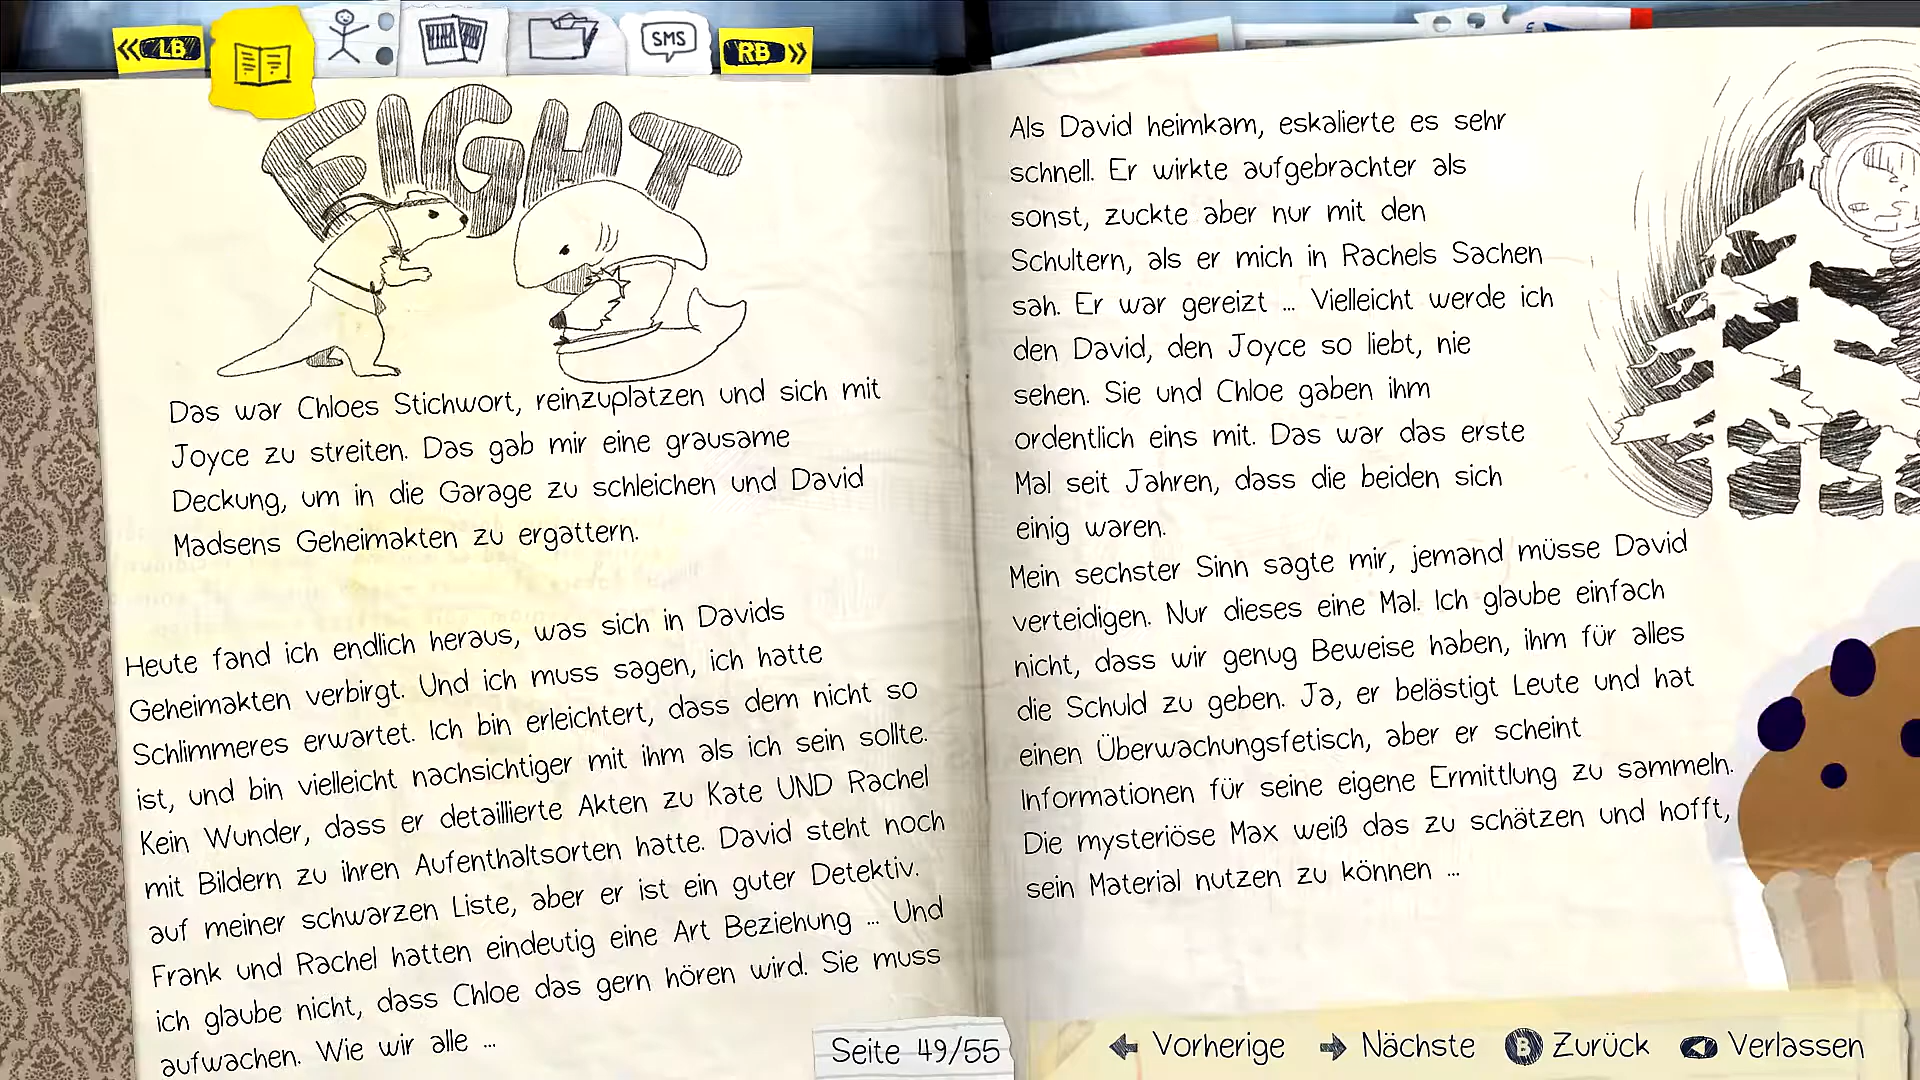 LB
SMS
RB
EIGHT
Das war Chloes Stichwort, reinzuplatzen und sich mit
Joyce zu streiten. Das gab mir eine grausame
Deckung, um in die Garage zu schleichen und David
Madsens Geheimakten zu ergattern.
Heute fand ich endlich heraus, was sich in Davids
Geheimakten verbirgt. Und ich muss sagen, ich hatte
Schlimmeres erwartet. Ich bin erleichtert, dass dem nicht so
ist, und bin vielleicht nachsichtiger mit ihm als ich sein sollte.
Kein Wunder, dass er detaillierte Akten zu Kate UND Rachel
mit Bildern zu ihren Aufenthaltsorten hatte. David steht noch
auf meiner schwarzen Liste, aber er ist ein guter Detektiv.
Frank und Rachel hatten eindeutig eine Art Beziehung ... Und
ich glaube nicht, dass Chloe das gern hören wird. Sie muss
aufwachen. Wie wir alle ...
Als David heimkam, eskalierte es sehr
schnell. Er wirkte aufgebrachter als
sonst, zuckte aber nur mit den
Schultern, als er mich in Rachels Sachen
sah. Er war gereizt ... Vielleicht werde ich
den David, den Joyce so liebt, nie
sehen. Sie und Chloe gaben ihm
ordentlich eins mit. Das war das erste
Mal seit Jahren, dass die beiden sich
einig waren.
Mein sechster Sinn sagte mir, jemand müsse David
verteidigen. Nur dieses eine Mal. Ich glaube einfach
nicht, dass wir genug Beweise haben, ihm für alles
die Schuld zu geben. Ja, er belästigt Leute und hat
einen Überwachungsfetisch, aber er scheint
Informationen für seine eigene Ermittlung zu sammeln.
Die mysteriöse Max weiß das zu schätzen und hofft,
sein Material nutzen zu können ...
Seite 49/55
Vorherige
Nächste
B Zurück
Verlassen